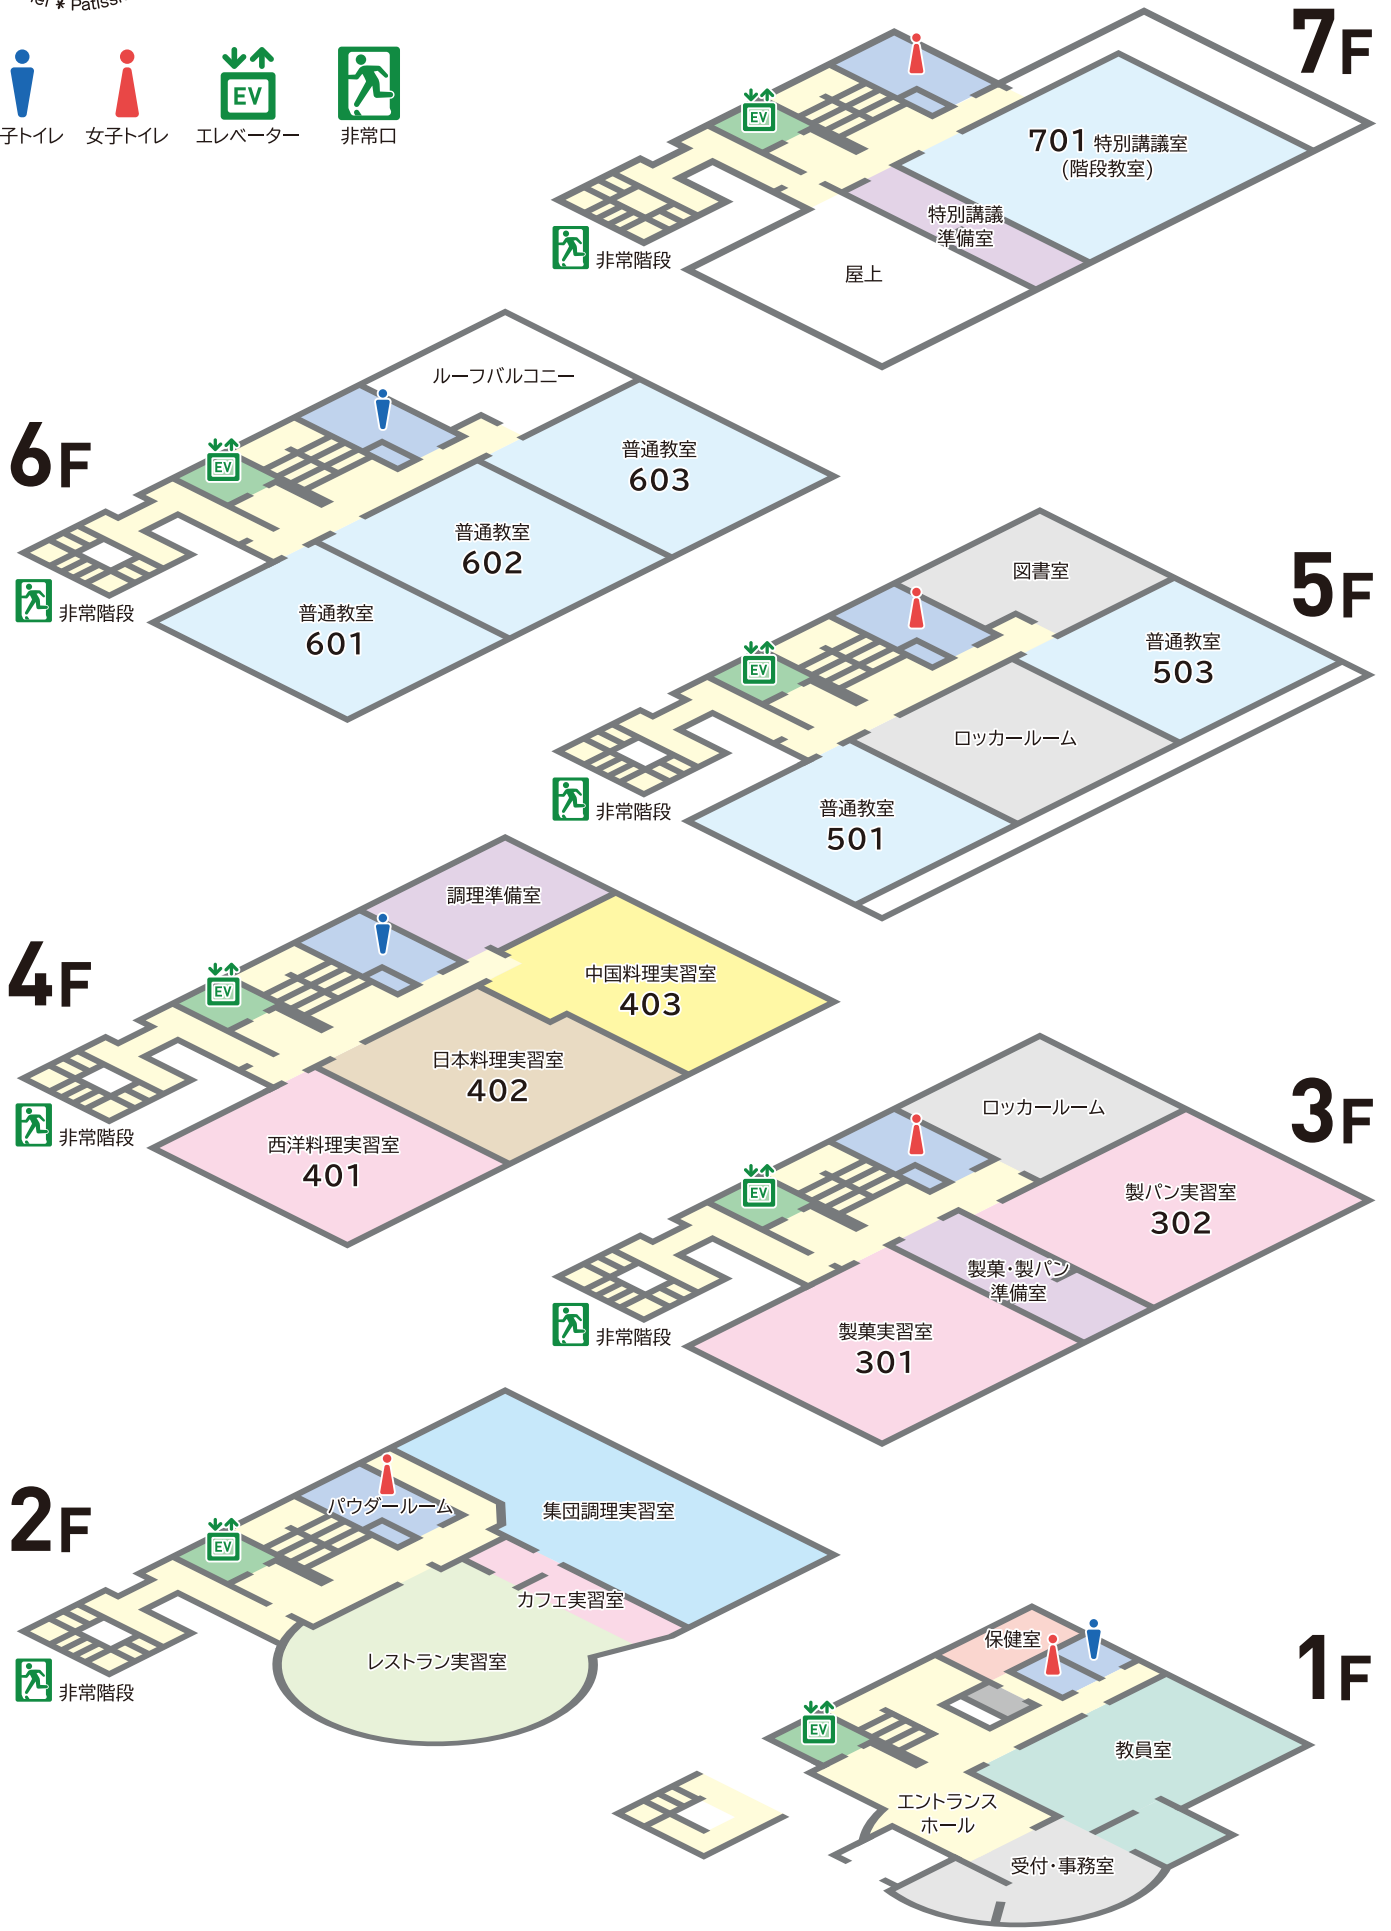 Patiss
子トイレ
女子トイレ
EV
エレベーター
非常口
7F
EV
701 特別講議室
(階段教室)
特別講議
準備室
屋上
非常階段
6F
ルーフバルコニー
EV
普通教室
603
普通教室
602
普通教室
601
非常階段
5F
図書室
EV
普通教室
503
ロッカールーム
普通教室
501
非常階段
4F
調理準備室
EV
中国料理実習室
403
日本料理実習室
402
西洋料理実習室
401
非常階段
3F
ロッカールーム
EV
製パン実習室
302
製菓・製パン
準備室
製菓実習室
301
非常階段
2F
パウダールーム
EV
集団調理実習室
カフェ実習室
レストラン実習室
非常階段
1F
保健室
EV
教員室
エントランス
ホール
受付・事務室